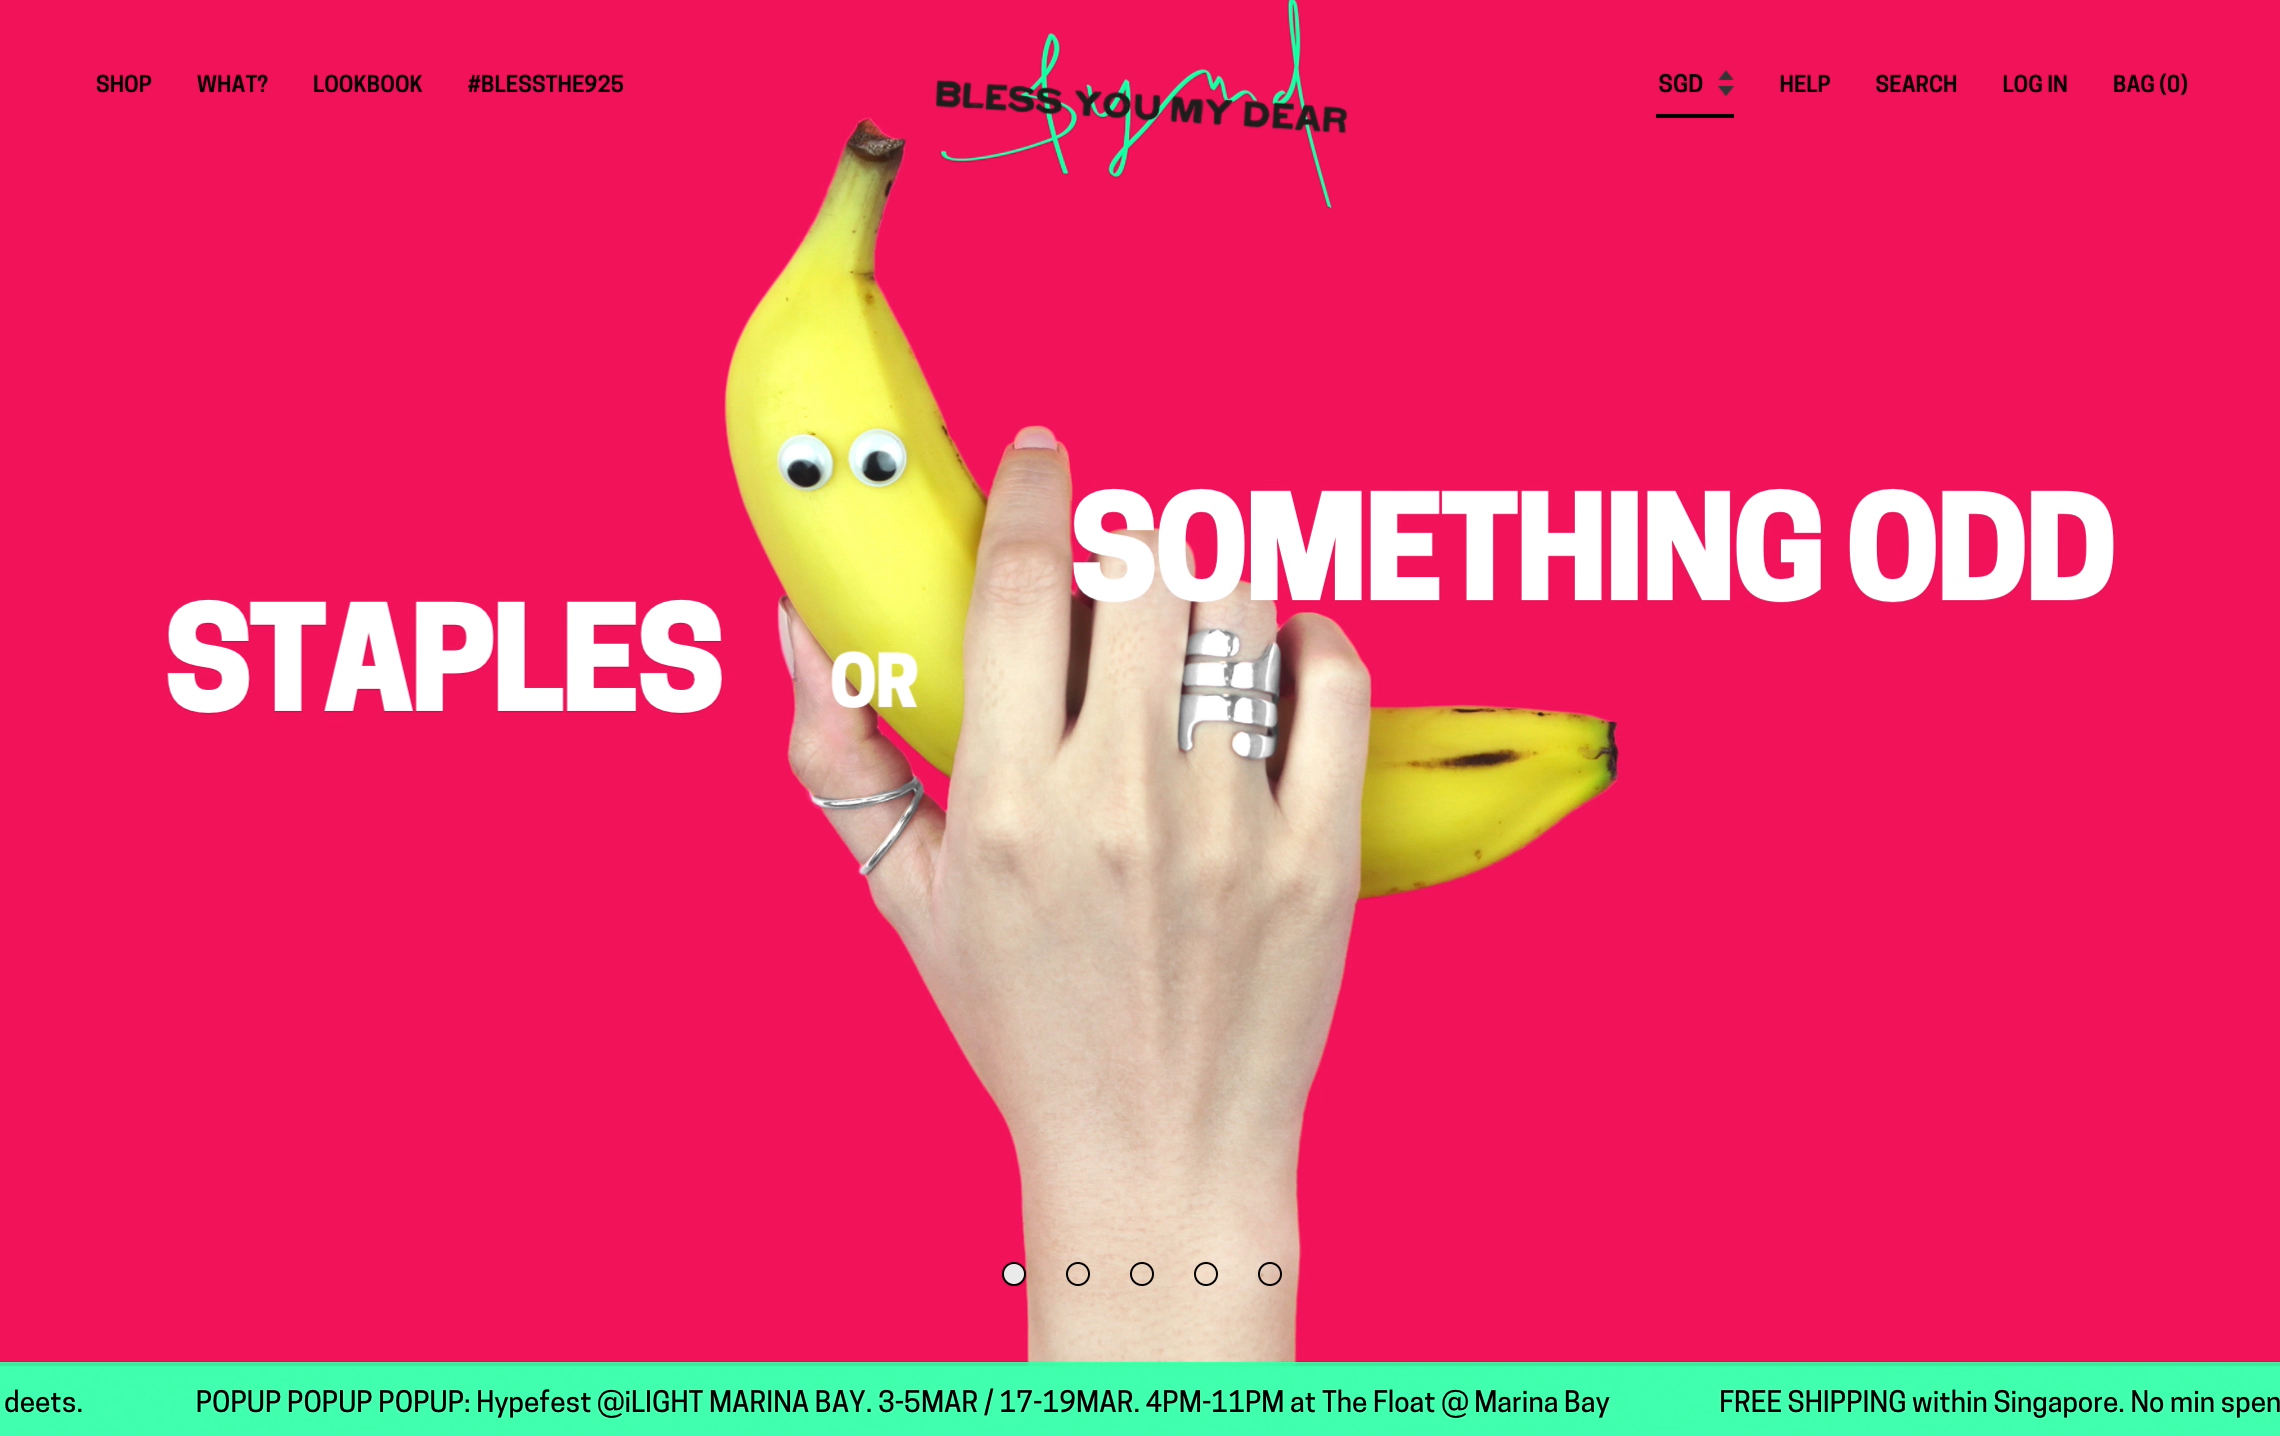 SHOP
WHAT?
LOOKBOOK
#BLESSTHE925
bymd
BLESS YOU MY DEAR
SGD
HELP
SEARCH
LOG IN
BAG (0)
SOMETHING ODD
STAPLES
OR
deets.
POPUP POPUP POPUP: Hypefest @iLIGHT MARINA BAY. 3-5MAR / 17-19MAR. 4PM-11PM at The Float @ Marina Bay
FREE SHIPPING within Singapore. No min spen